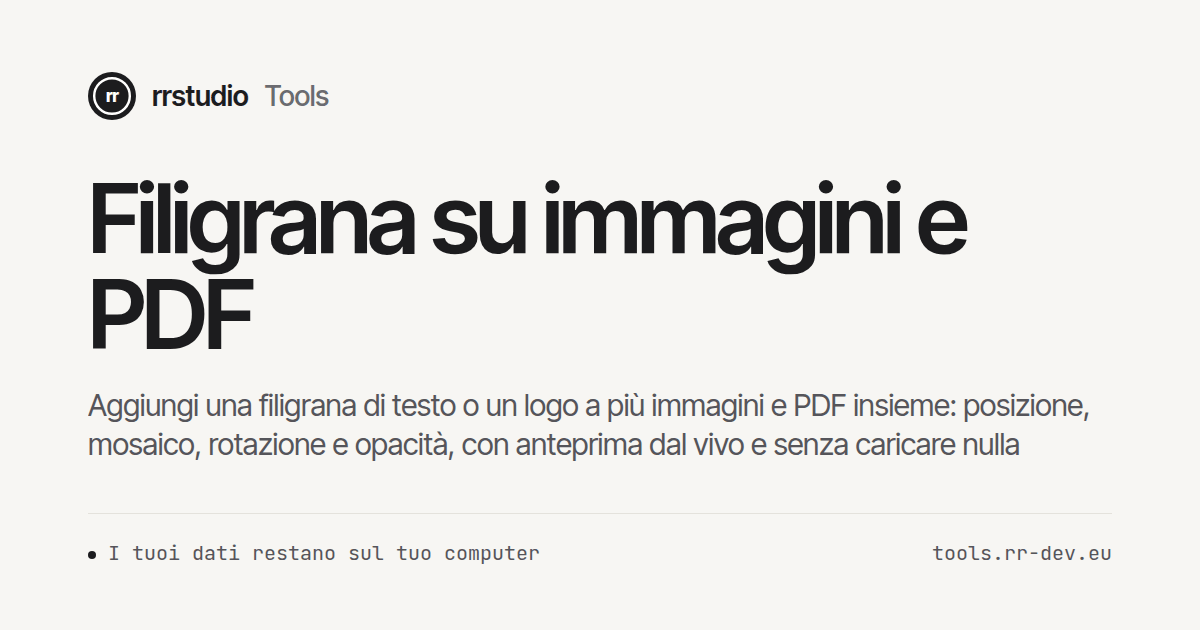 rr rrstudio Tools
Filigrana su immagini e
PDF
Aggiungi una filigrana di testo o un logo a più immagini e PDF insieme: posizione,
mosaico, rotazione e opacità, con anteprima dal vivo e senza caricare nulla
I tuoi dati restano sul tuo computer
tools.rr-dev.eu